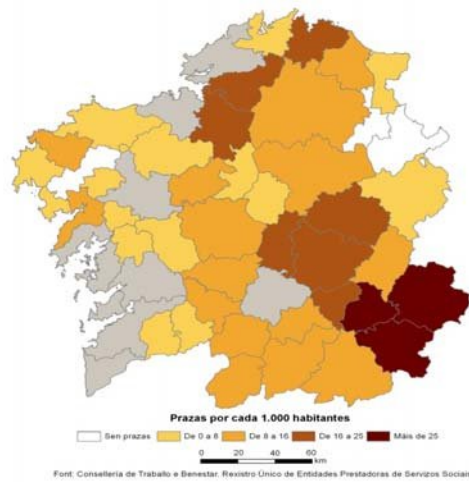 Prazas por cada 1.000 habitantes
Sen prazas De 0 a 8 De 8 a 16 De 16 a 25 Máis de 25
0 20 40 60
km
Font: Consellería de Traballo e Benestar. Rexistro Único de Entidades Prestadoras de Servizos Sociais